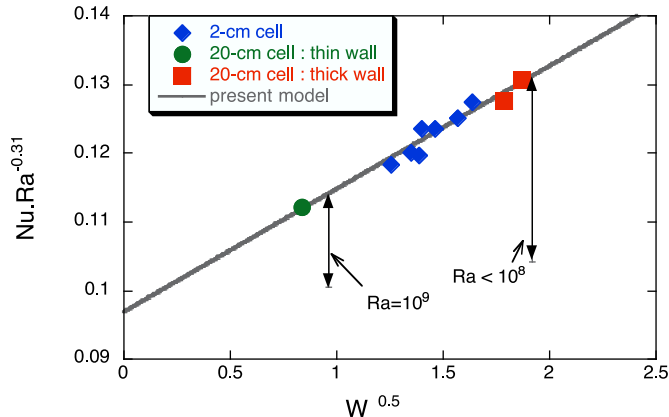 0.14
0.13
0.12
0.11
0.1
0.09
Nu.Ra^-0.31
2-cm cell
20-cm cell : thin wall
20-cm cell : thick wall
present model
Ra=10^9
Ra < 10^8
0 0.5 1 1.5 2 2.5
W^0.5